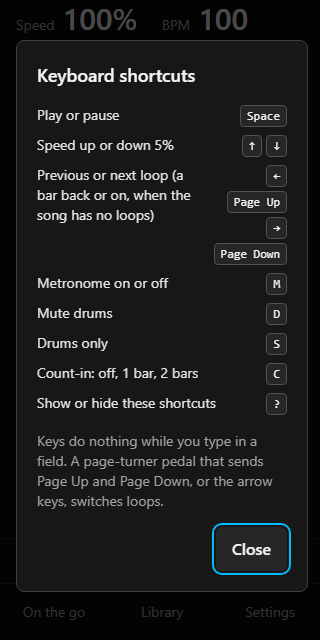 Speed 100% BPM 100
Keyboard shortcuts
Play or pause Space
Speed up or down 5% ↑ ↓
Previous or next loop (a ←
bar back or on, when the Page Up
song has no loops) →
Page Down
Metronome on or off M
Mute drums D
Drums only S
Count-in: off, 1 bar, 2 bars C
Show or hide these shortcuts ?
Keys do nothing while you type in a
field. A page-turner pedal that sends
Page Up and Page Down, or the arrow
keys, switches loops.
Close
On the go Library Settings